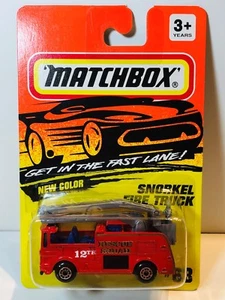 3+
YEARS
MATCHBOX
GET IN THE FAST LANE!
NEW COLOR
SNORKEL
FIRE TRUCK
12TH
63